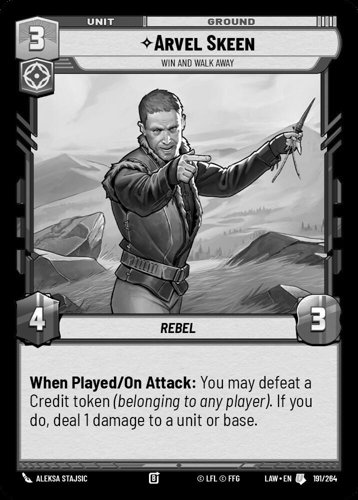 UNIT
GROUND
3
✧ARVEL SKEEN
WIN AND WALK AWAY
4
REBEL
3
When Played/On Attack: You may defeat a
Credit token (belonging to any player). If you
do, deal 1 damage to a unit or base.
ALEKSA STAJSIC
© LFL © FFG
LAW • EN
191/264